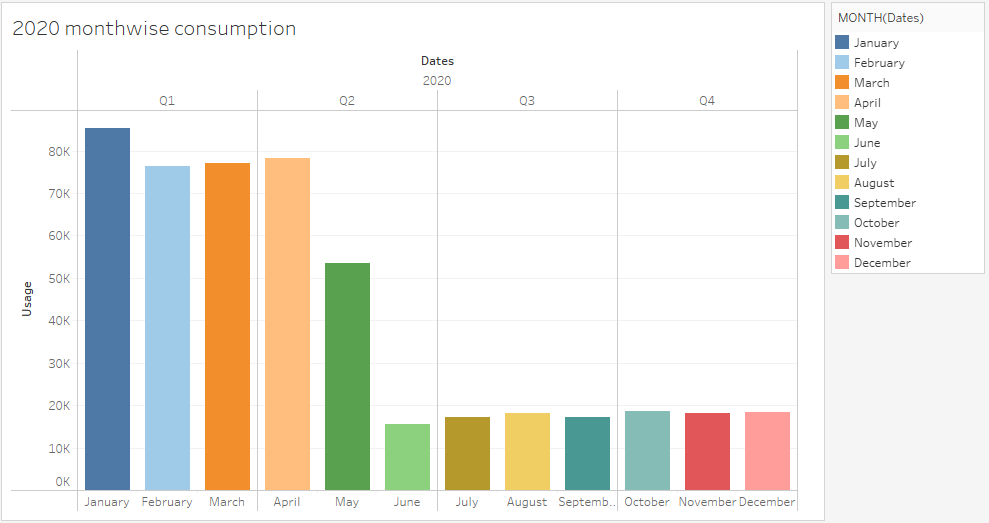 2020 monthwise consumption
Dates
2020
Q1 Q2 Q3 Q4
80K
70K
60K
50K
40K
30K
20K
10K
0K
Usage
January February March April May June July August Septemb.. October November December
MONTH(Dates)
January
February
March
April
May
June
July
August
September
October
November
December